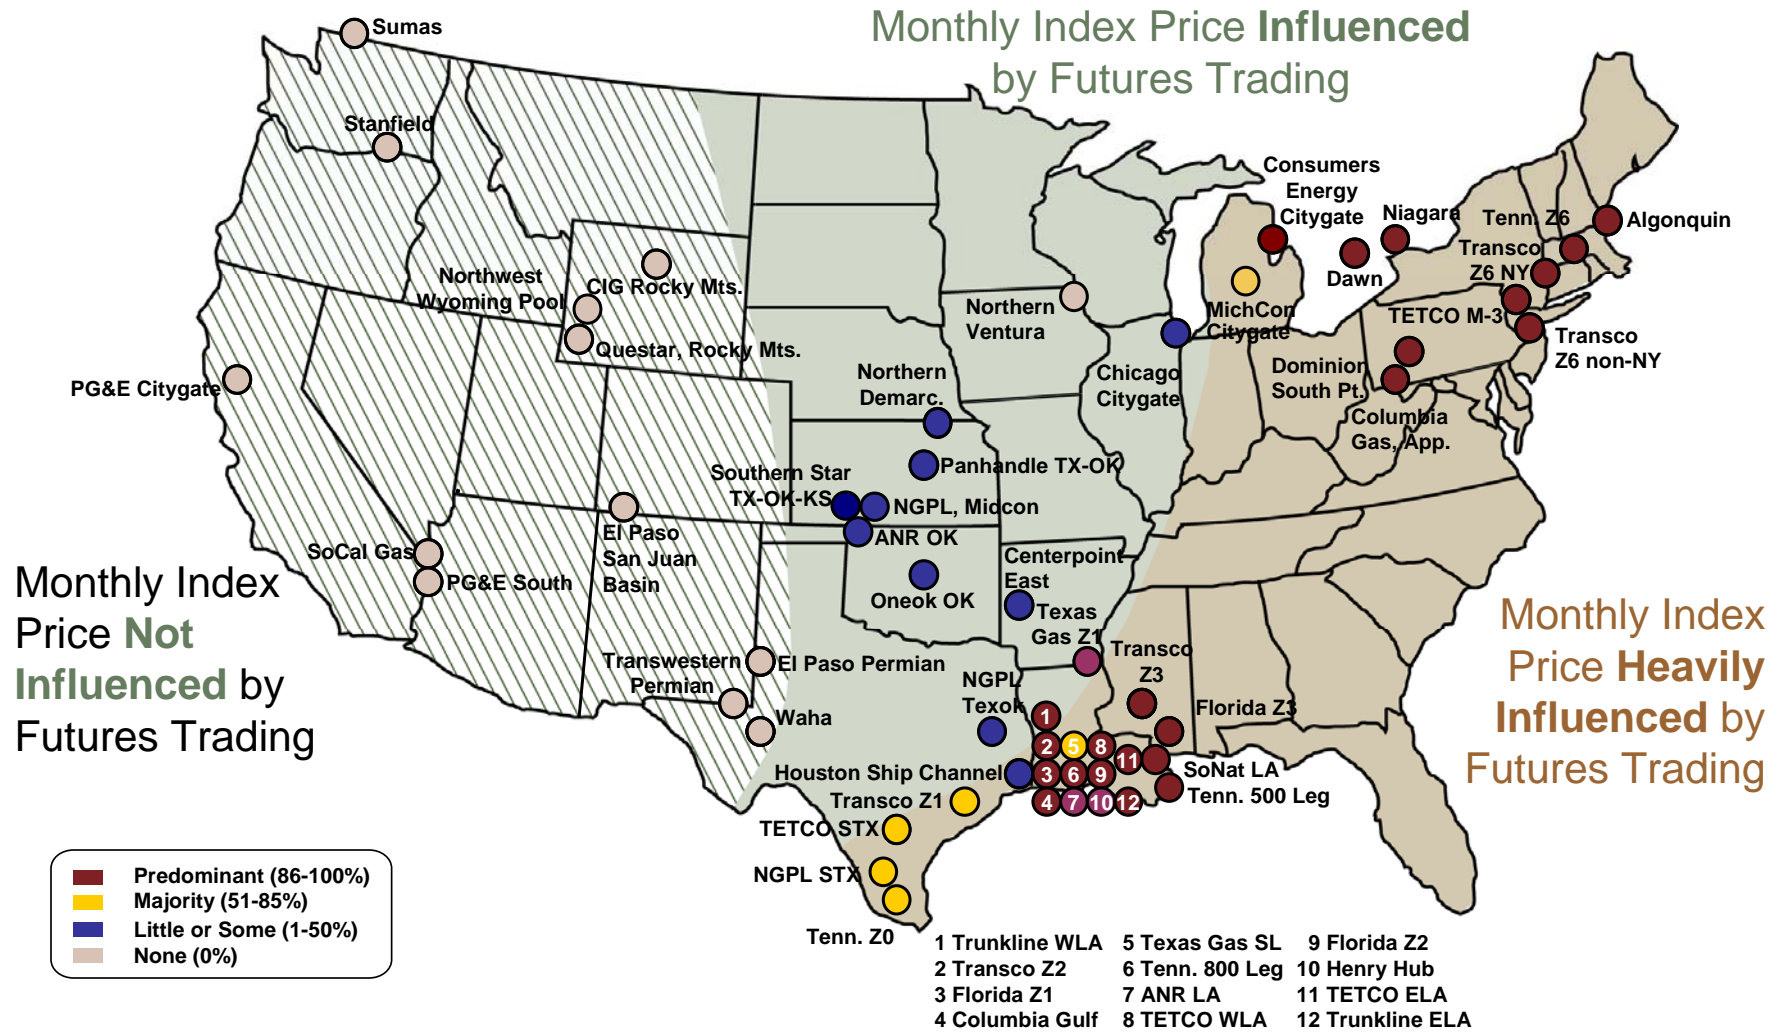 Monthly Index Price Influenced
by Futures Trading
Sumas
Stanfield
Consumers
Energy
Citygate
Niagara
Tenn. Z6
Algonquin
Transco
Z6 NY
Dawn
Northwest
Wyoming Pool
CIG Rocky Mts.
Questar, Rocky Mts.
Northern
Ventura
MichCon
Citygate
TETCO M-3
Transco
Z6 non-NY
PG&E Citygate
Northern
Demarc.
Chicago
Citygate
Dominion
South Pt.
Columbia
Gas, App.
Southern Star
TX-OK-KS
Panhandle TX-OK
NGPL, Midcon
ANR OK
SoCal Gas
PG&E South
El Paso
San Juan
Basin
Oneok OK
Centerpoint
East
Texas
Gas Z1
Monthly Index
Price Not
Influenced by
Futures Trading
Monthly Index
Price Heavily
Influenced by
Futures Trading
Transwestern
Permian
El Paso Permian
Waha
NGPL
Texok
Transco
Z3
Florida Z3
1
2 5 8
11
3 6 9
4 7 10 12
Houston Ship Channel
SoNat LA
Tenn. 500 Leg
Transco Z1
TETCO STX
NGPL STX
Tenn. Z0
Predominant (86-100%)
Majority (51-85%)
Little or Some (1-50%)
None (0%)
1 Trunkline WLA 5 Texas Gas SL 9 Florida Z2
2 Transco Z2 6 Tenn. 800 Leg 10 Henry Hub
3 Florida Z1 7 ANR LA 11 TETCO ELA
4 Columbia Gulf 8 TETCO WLA 12 Trunkline ELA